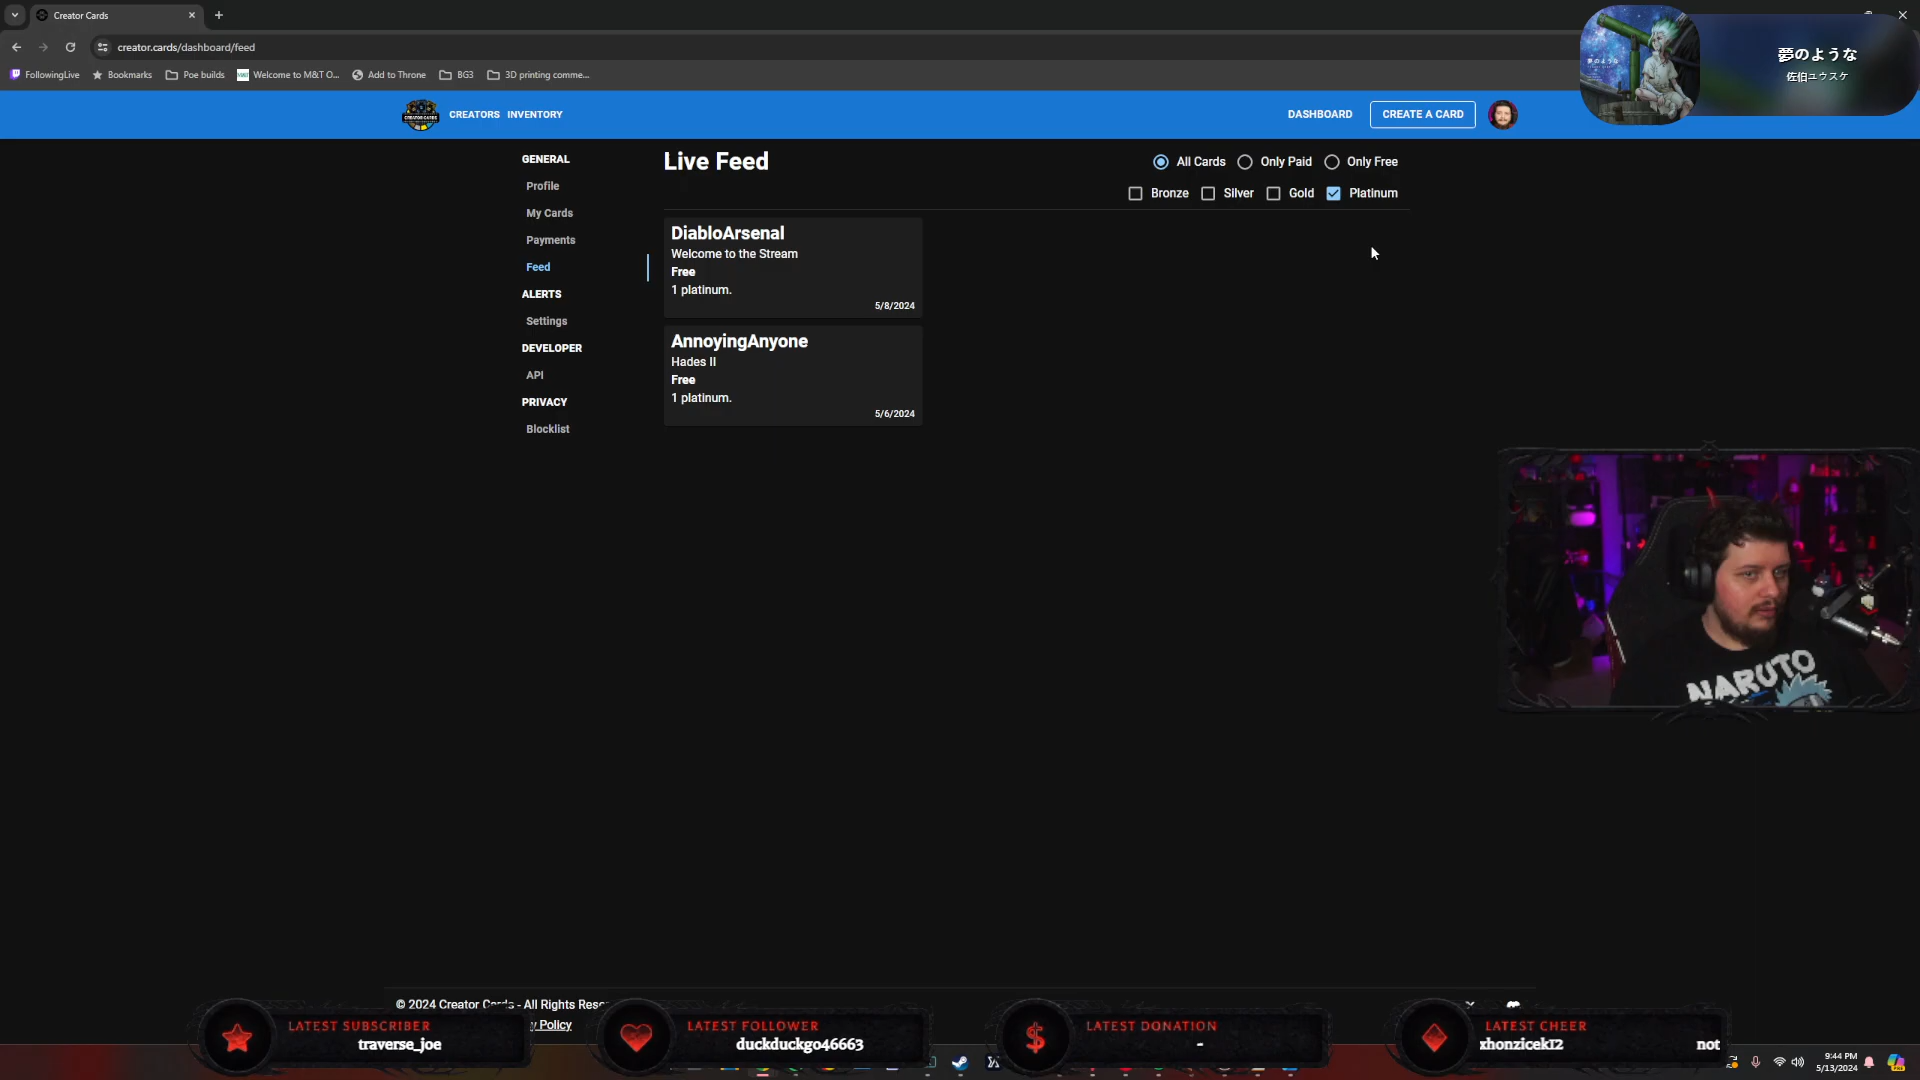 Creator Cards
creator.cards/dashboard/feed
FollowingLive
Bookmarks
Poe builds
Welcome to M&T O...
Add to Throne
BG3
3D printing comme...
夢のような
佐伯ユウスケ
CREATOR CARDS
CREATORS
INVENTORY
DASHBOARD
CREATE A CARD
GENERAL
Profile
My Cards
Payments
Feed
ALERTS
Settings
DEVELOPER
API
PRIVACY
Blocklist
Live Feed
All Cards
Only Paid
Only Free
Bronze
Silver
Gold
Platinum
DiabloArsenal
Welcome to the Stream
Free
1 platinum.
5/8/2024
AnnoyingAnyone
Hades II
Free
1 platinum.
5/6/2024
NARUTO
© 2024 Creator Cards - All Rights
Policy
LATEST SUBSCRIBER
traverse_joe
LATEST FOLLOWER
duckduckgo46663
LATEST DONATION
-
LATEST CHEER
xhonzicek12
not
9:44 PM
5/13/2024